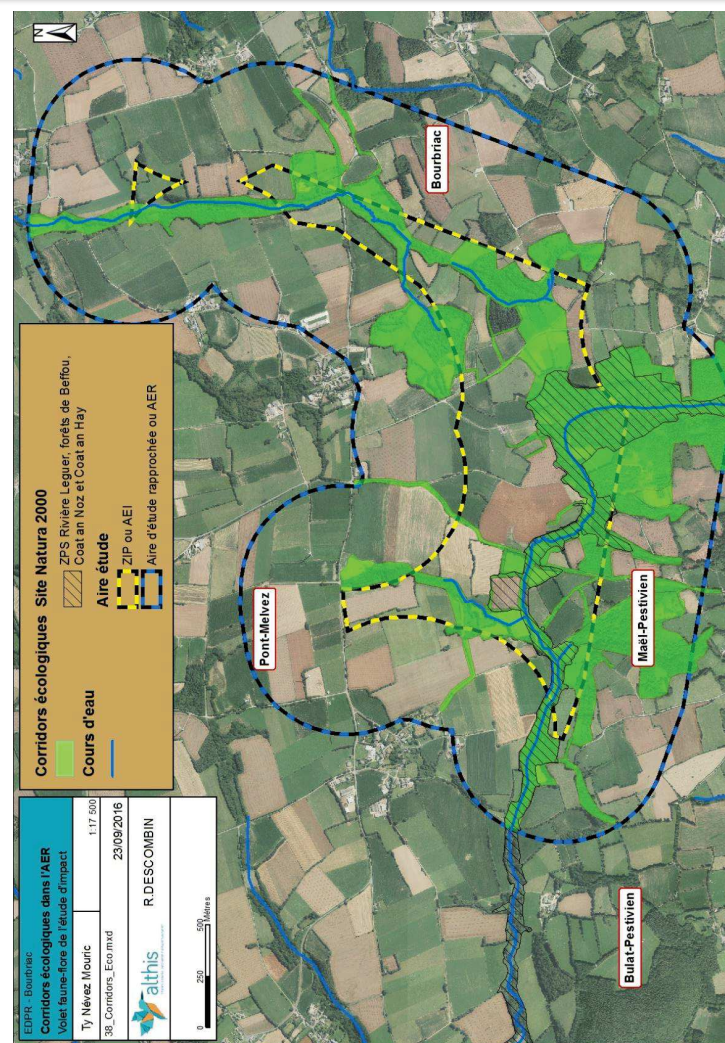 EDPR - Bourbriac
Corridors écologiques dans l'AER
Volet faune-flore de l'étude d'impact
Ty Névez Mouric
1:17 500
38_Corridors_Eco.mxd
23/09/2016
althis
R.DESCOMBIN
0 250 500
Mètres
Corridors écologiques
Cours d'eau
Site Natura 2000
ZPS Rivière Leguer, forêts de Beffou,
Coat an Noz et Coat an Hay
Aire étude
ZIP ou AEI
Aire d'étude rapprochée ou AER
N
Bourbriac
Pont-Melvez
Maël-Pestivien
Bulat-Pestivien